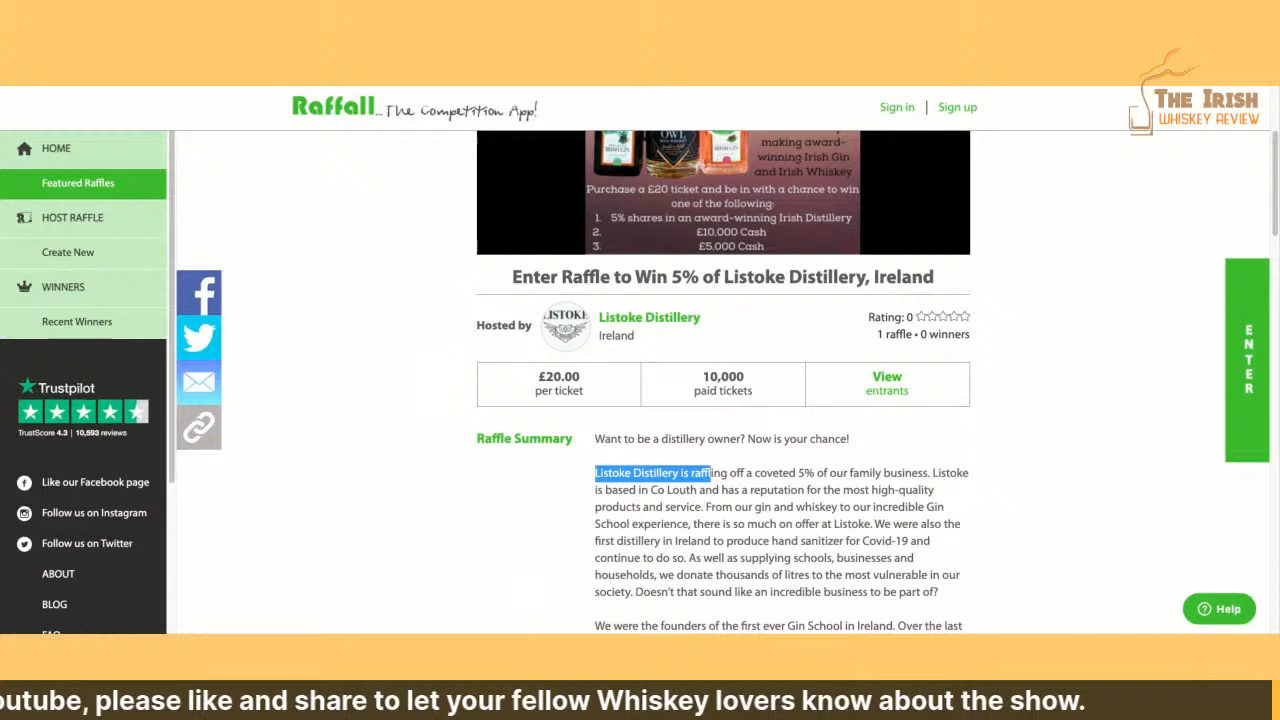 THE IRISH
WHISKEY REVIEW
Raffall...The Competition App!
Sign in | Sign up
HOME
Featured Raffles
HOST RAFFLE
Create New
WINNERS
Recent Winners
Trustpilot
TrustScore 4.3 | 10,593 reviews
Like our Facebook page
Follow us on Instagram
Follow us on Twitter
ABOUT
BLOG
FAQ
OWL
IRISH GIN
making award-
winning Irish Gin
and Irish Whiskey
Purchase a £20 ticket and be in with a chance to win
one of the following:
1. 5% shares in an award-winning Irish Distillery
2. £10,000 Cash
3. £5,000 Cash
Enter Raffle to Win 5% of Listoke Distillery, Ireland
Hosted by
LISTOKE
Listoke Distillery
Ireland
Rating: 0
1 raffle • 0 winners
£20.00
per ticket
10,000
paid tickets
View
entrants
Raffle Summary
Want to be a distillery owner? Now is your chance!
Listoke Distillery is raffling off a coveted 5% of our family business. Listoke
is based in Co Louth and has a reputation for the most high-quality
products and service. From our gin and whiskey to our incredible Gin
School experience, there is so much on offer at Listoke. We were also the
first distillery in Ireland to produce hand sanitizer for Covid-19 and
continue to do so. As well as supplying schools, businesses and
households, we donate thousands of litres to the most vulnerable in our
society. Doesn't that sound like an incredible business to be part of?
We were the founders of the first ever Gin School in Ireland. Over the last
ENTER
Help
outube, please like and share to let your fellow Whiskey lovers know about the show.